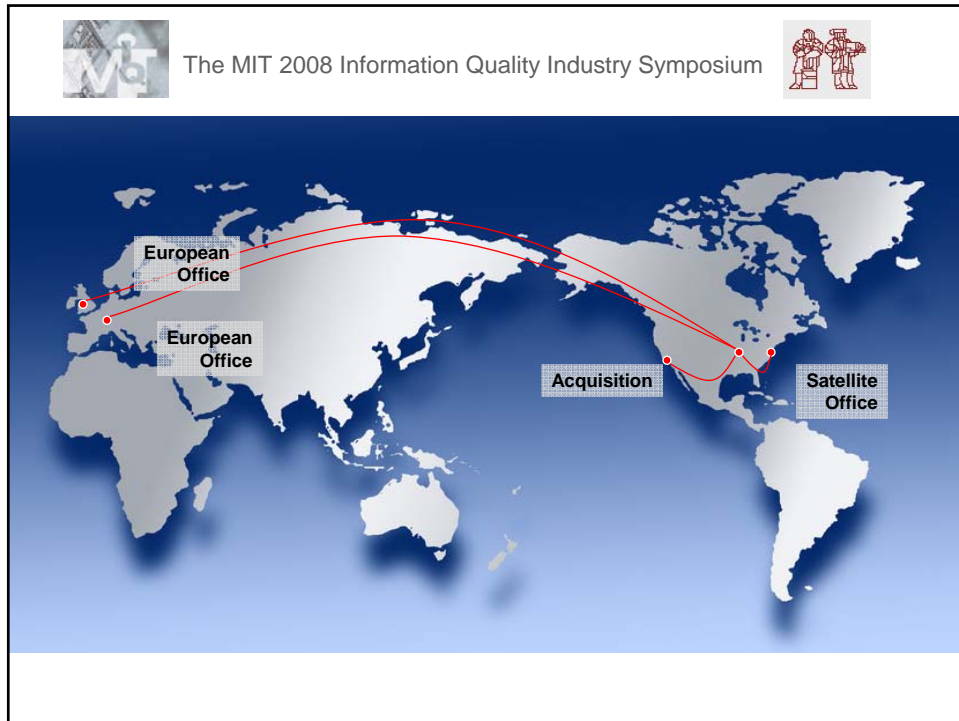 The MIT 2008 Information Quality Industry Symposium
European
Office
European
Office
Acquisition
Satellite
Office